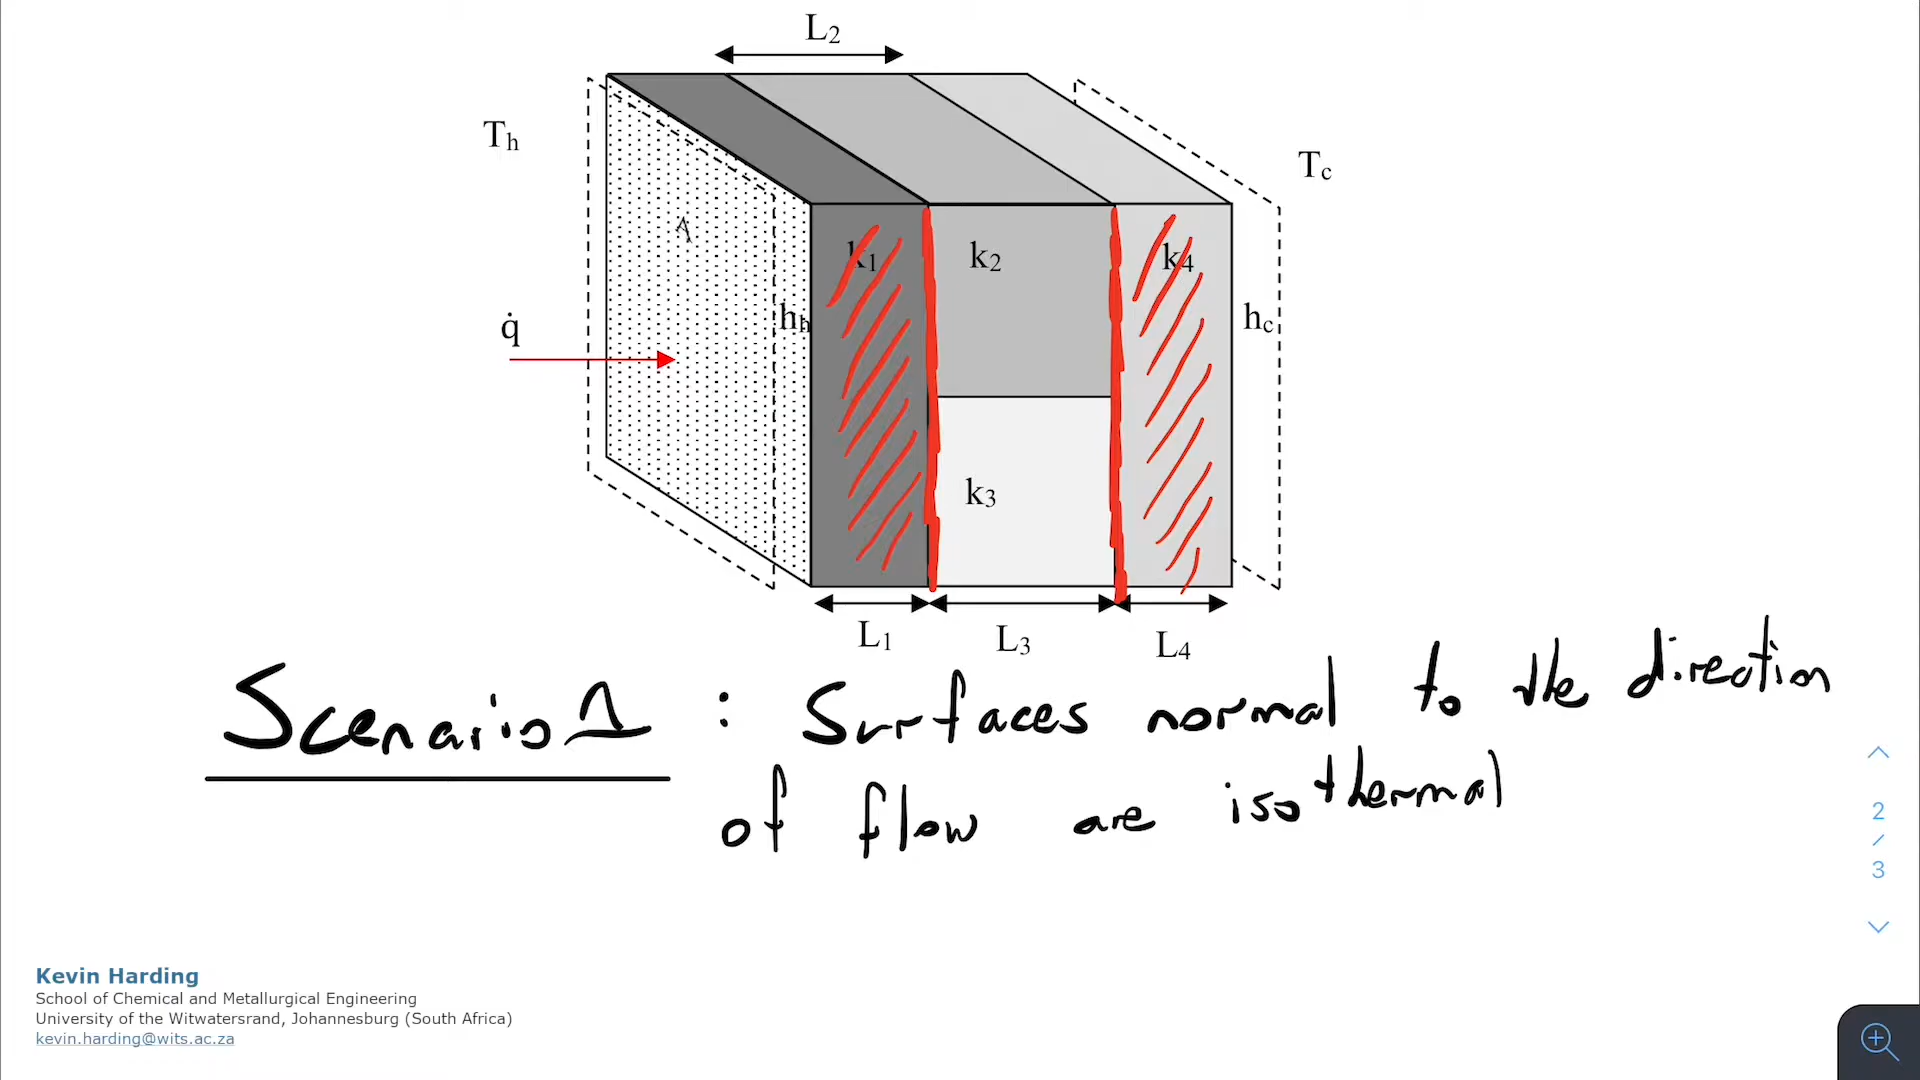 L2
Th
Tc
A
k1
k2
k4
hh
hc
q̇
k3
L1
L3
L4
Scenario 1 : Surfaces normal to the direction
of flow are isothermal
2
/
3
Kevin Harding
School of Chemical and Metallurgical Engineering
University of the Witwatersrand, Johannesburg (South Africa)
kevin.harding@wits.ac.za